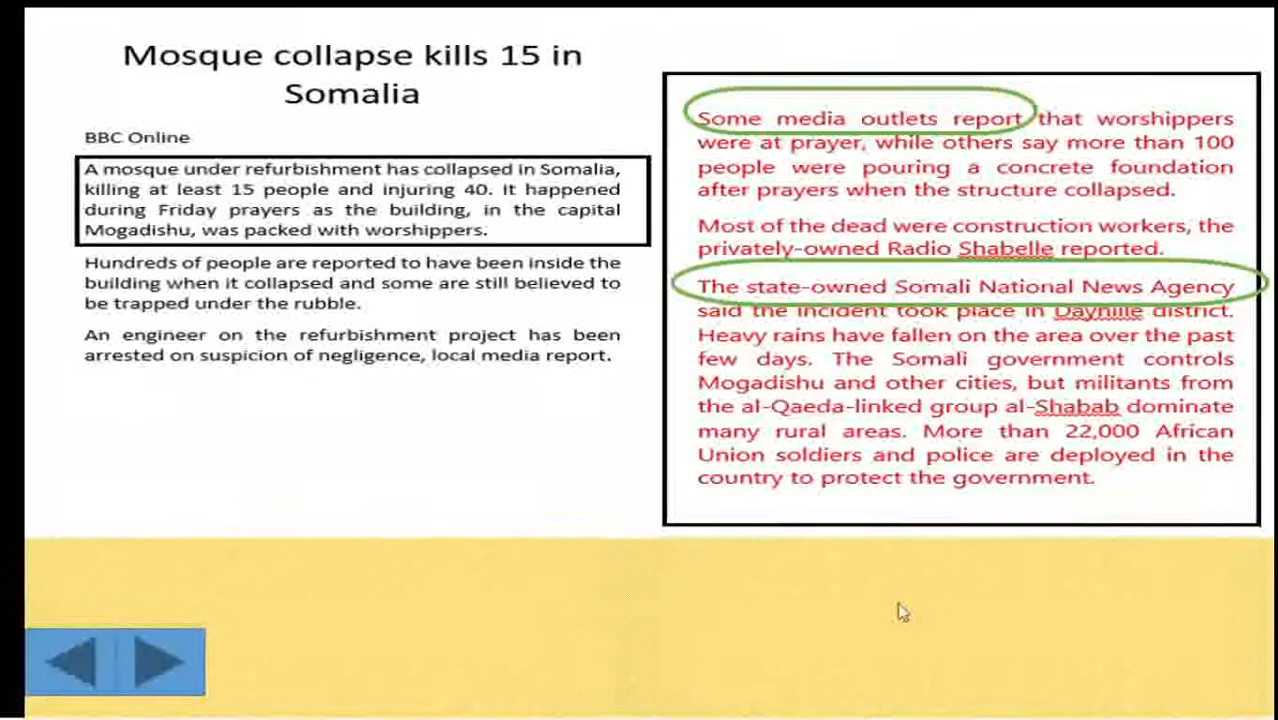 Mosque collapse kills 15 in
Somalia
BBC Online
A mosque under refurbishment has collapsed in Somalia,
killing at least 15 people and injuring 40. It happened
during Friday prayers as the building, in the capital
Mogadishu, was packed with worshippers.
Hundreds of people are reported to have been inside the
building when it collapsed and some are still believed to
be trapped under the rubble.
An engineer on the refurbishment project has been
arrested on suspicion of negligence, local media report.
Some media outlets report that worshippers
were at prayer, while others say more than 100
people were pouring a concrete foundation
after prayers when the structure collapsed.
Most of the dead were construction workers, the
privately-owned Radio Shabelle reported.
The state-owned Somali National News Agency
said the incident took place in Daynille district.
Heavy rains have fallen on the area over the past
few days. The Somali government controls
Mogadishu and other cities, but militants from
the al-Qaeda-linked group al-Shabab dominate
many rural areas. More than 22,000 African
Union soldiers and police are deployed in the
country to protect the government.